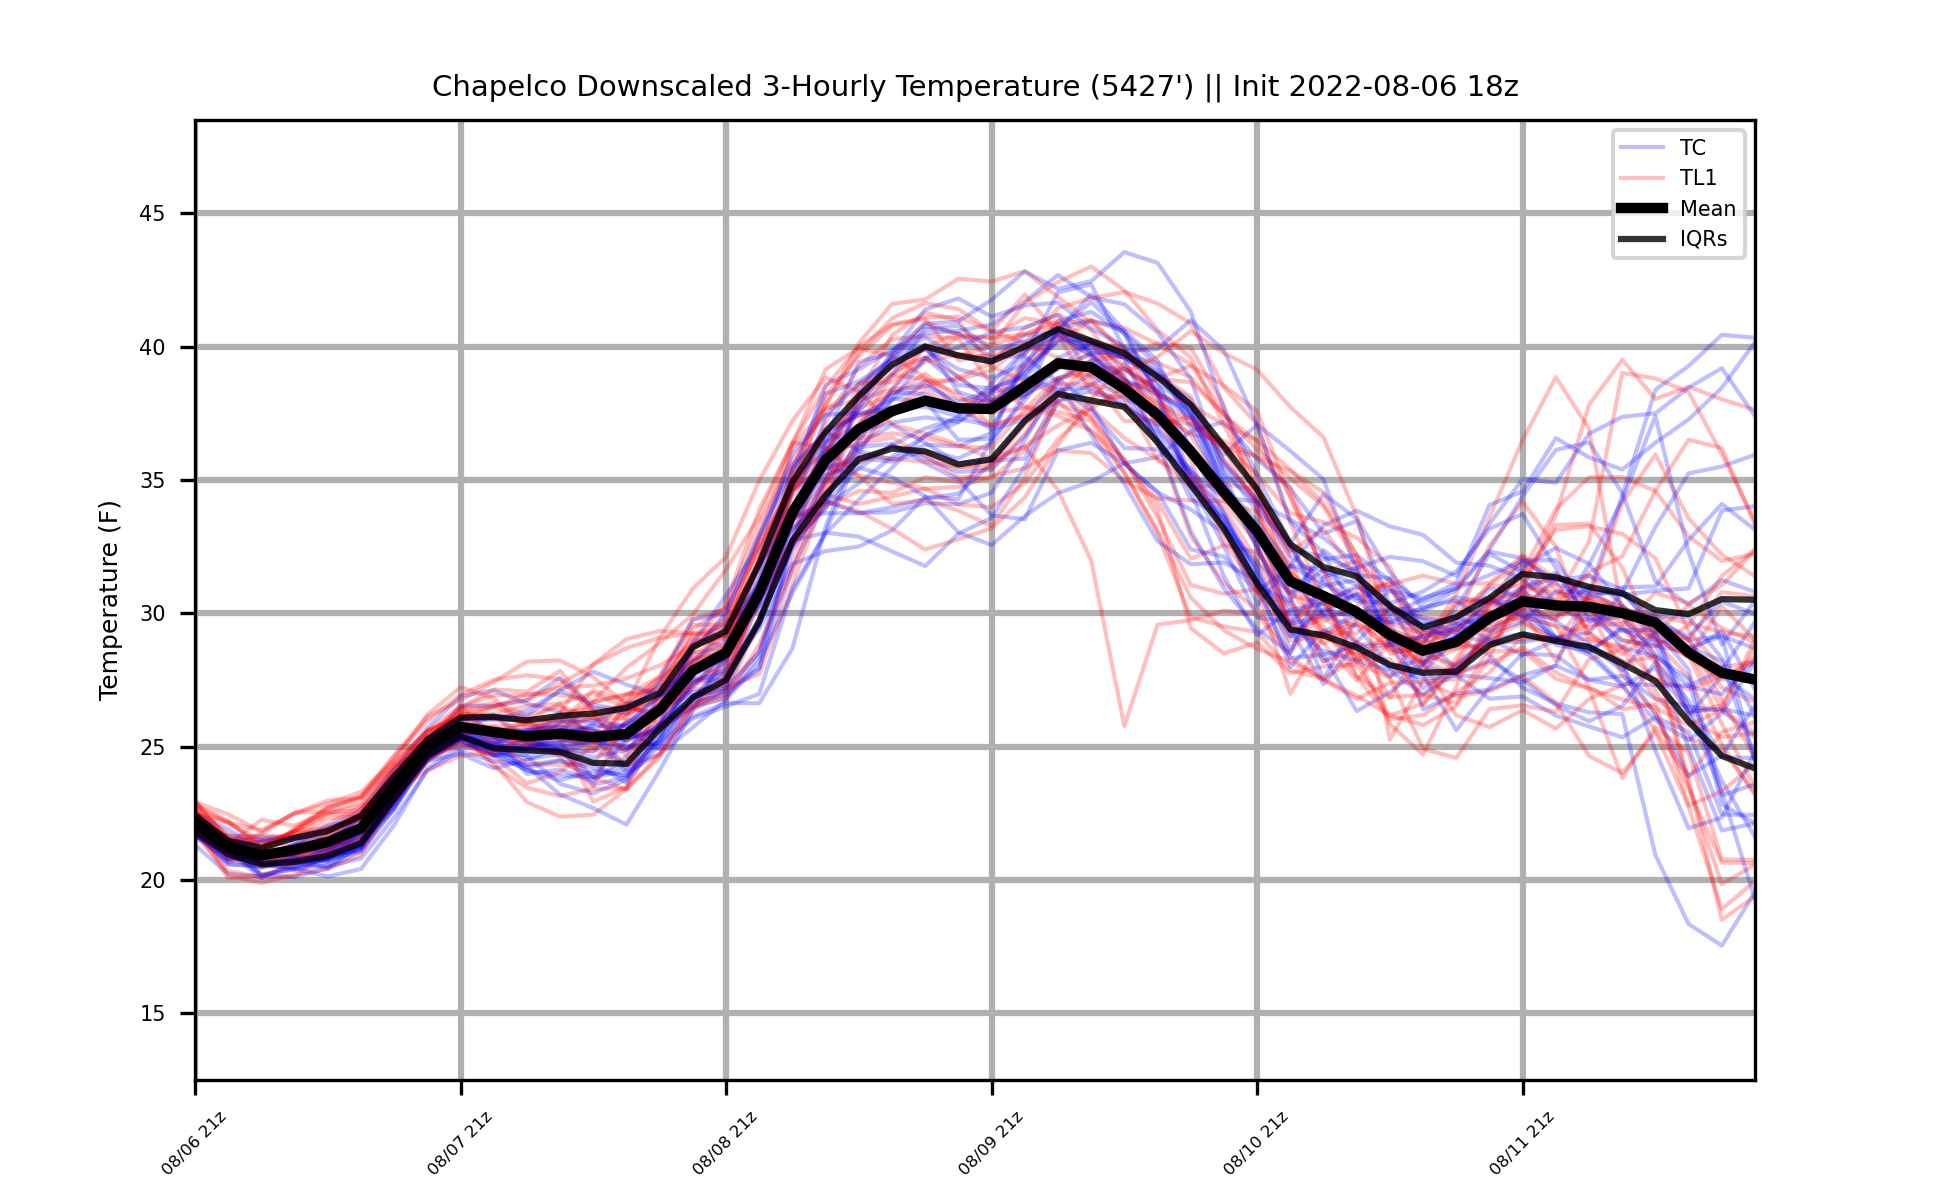 Chapelco Downscaled 3-Hourly Temperature (5427') || Init 2022-08-06 18z
TC
TL1
Mean
IQRs
Temperature (F)
45
40
35
30
25
20
15
08/06 21z
08/07 21z
08/08 21z
08/09 21z
08/10 21z
08/11 21z